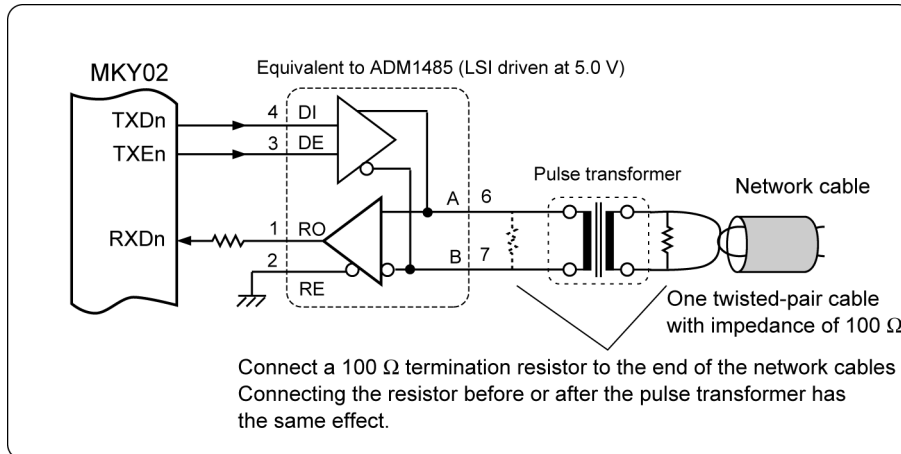 MKY02
Equivalent to ADM1485 (LSI driven at 5.0 V)
TXDn
4
DI
TXEn
3
DE
Pulse transformer
Network cable
A
6
RXDn
1
RO
2
RE
B
7
One twisted-pair cable
with impedance of 100 Ω
Connect a 100 Ω termination resistor to the end of the network cables
Connecting the resistor before or after the pulse transformer has
the same effect.